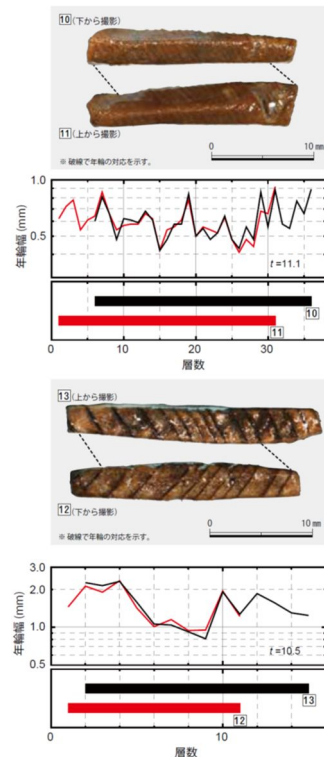 10(下から撮影)
11(上から撮影)
※ 破線で年輪の対応を示す。
0 10 mm
年輪幅 (mm)
1.0
0.5
t=11.1
10
11
0 10 20 30
層数
13(上から撮影)
12(下から撮影)
※ 破線で年輪の対応を示す。
0 10 mm
年輪幅 (mm)
3.0
2.0
1.0
0.5
t=10.5
13
12
0 10
層数